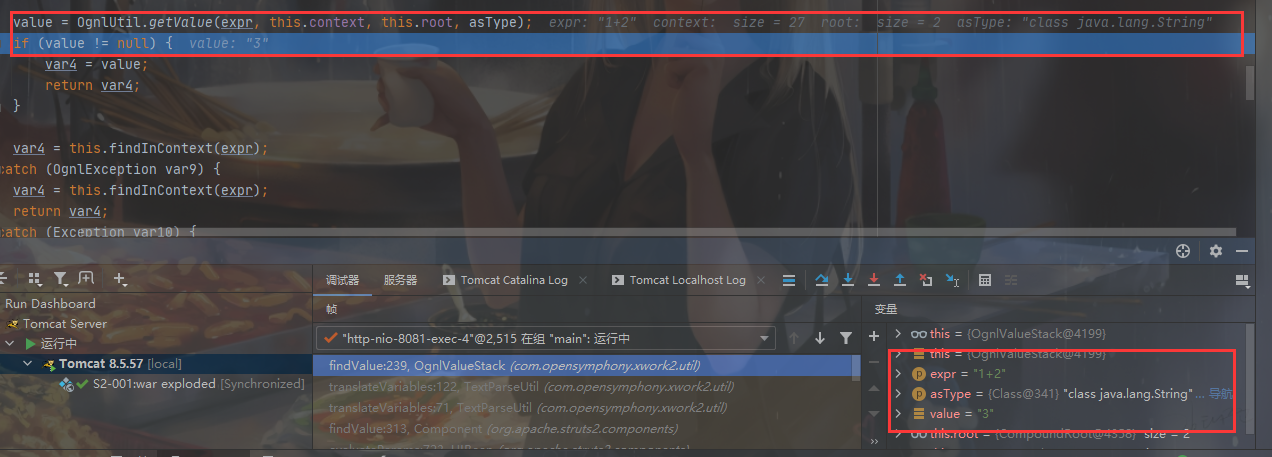 value = OgnlUtil.getValue(expr, this.context, this.root, asType);  expr: "1+2"  context:  size = 27  root:  size = 2  asType: "class java.lang.String"
if (value != null) {  value: "3"
var4 = value;
return var4;
}
var4 = this.findInContext(expr);
catch (OgnlException var9) {
var4 = this.findInContext(expr);
return var4;
catch (Exception var10) {
调试器 服务器 Tomcat Catalina Log Tomcat Localhost Log
Run Dashboard
Tomcat Server
运行中
Tomcat 8.5.57 [local]
S2-001:war exploded [Synchronized]
帧
"http-nio-8081-exec-4"@2,515 在组 "main": 运行中
findValue:239, OgnlValueStack (com.opensymphony.xwork2.util)
translateVariables:122, TextParseUtil (com.opensymphony.xwork2.util)
translateVariables:71, TextParseUtil (com.opensymphony.xwork2.util)
findValue:313, Component (org.apache.struts2.components)
变量
this = {OgnlValueStack@4199}
this = {OgnlValueStack@4199}
expr = "1+2"
asType = {Class@341} "class java.lang.String" ... 导航
value = "3"
this.root = {CompoundRoot@4358} size = 2